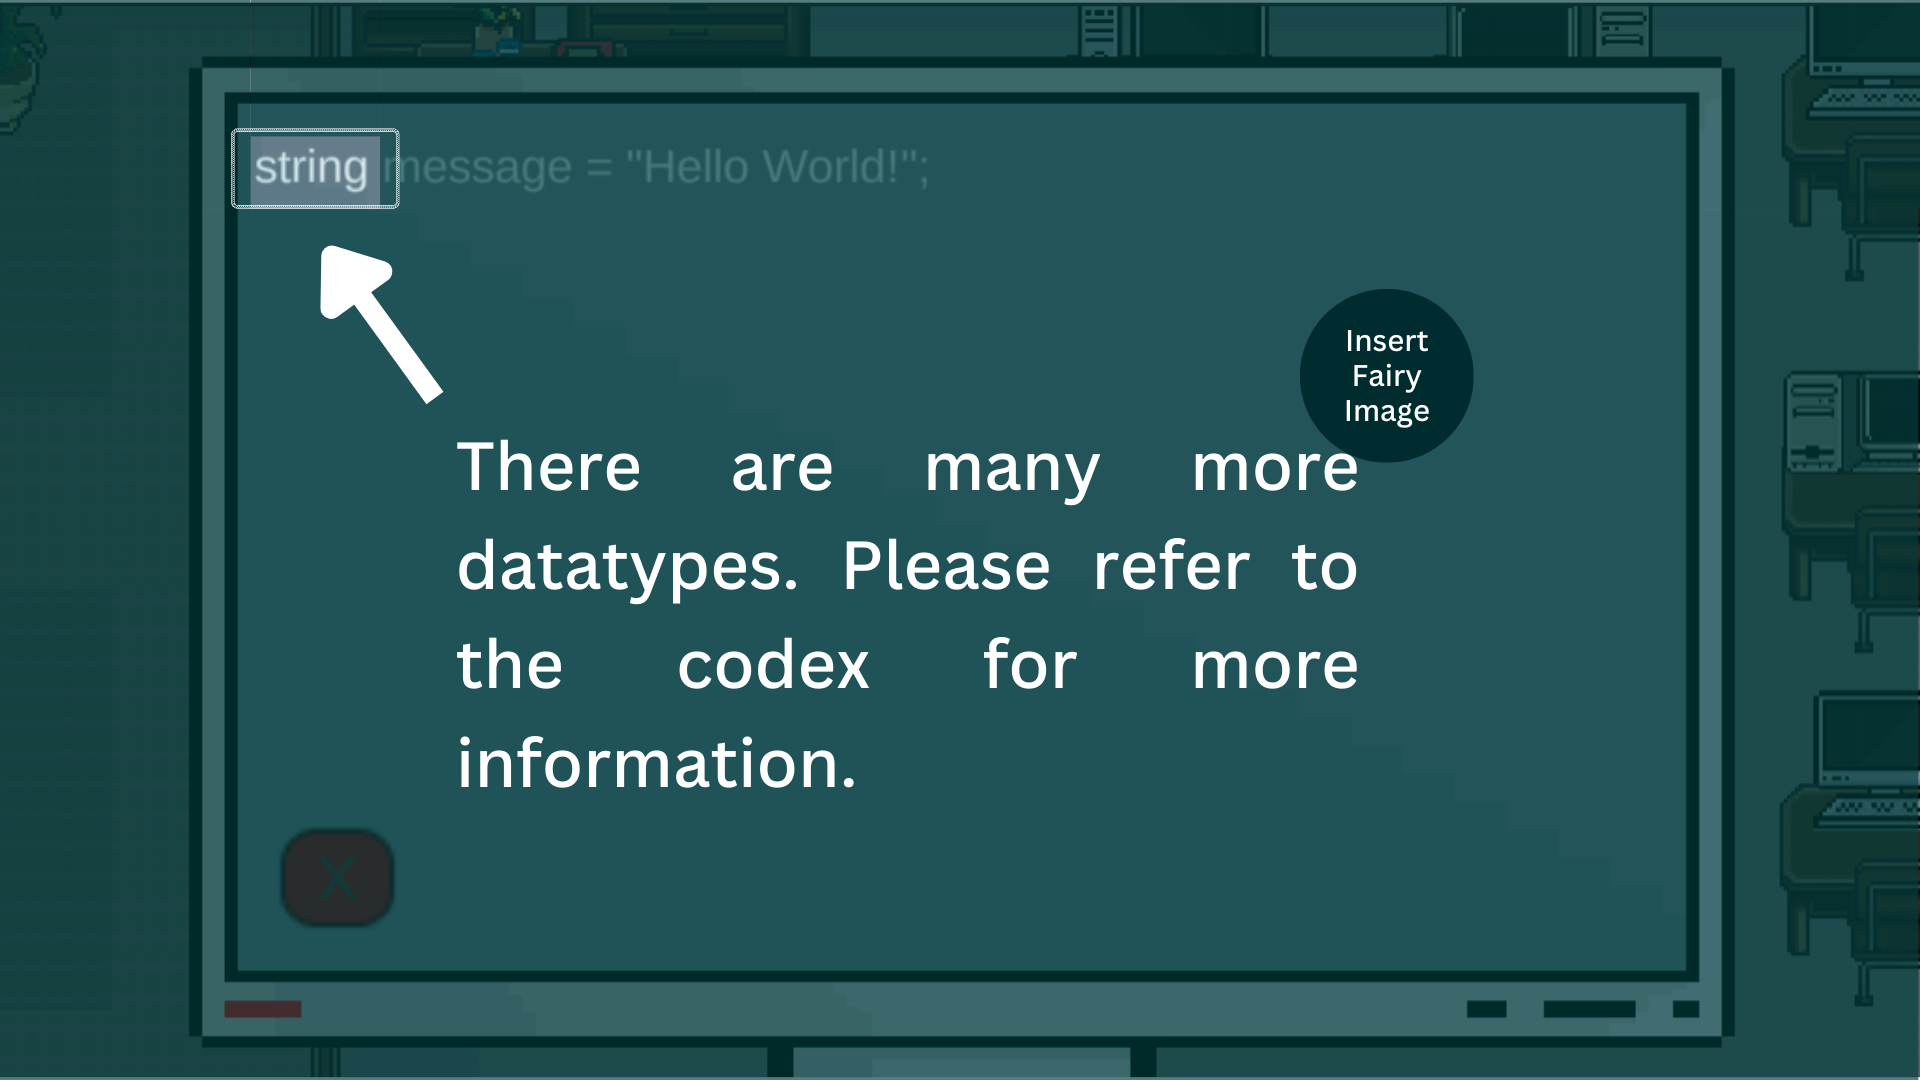 string message = "Hello World!";
Insert
Fairy
Image
There are many more
datatypes. Please refer to
the codex for more
information.
X